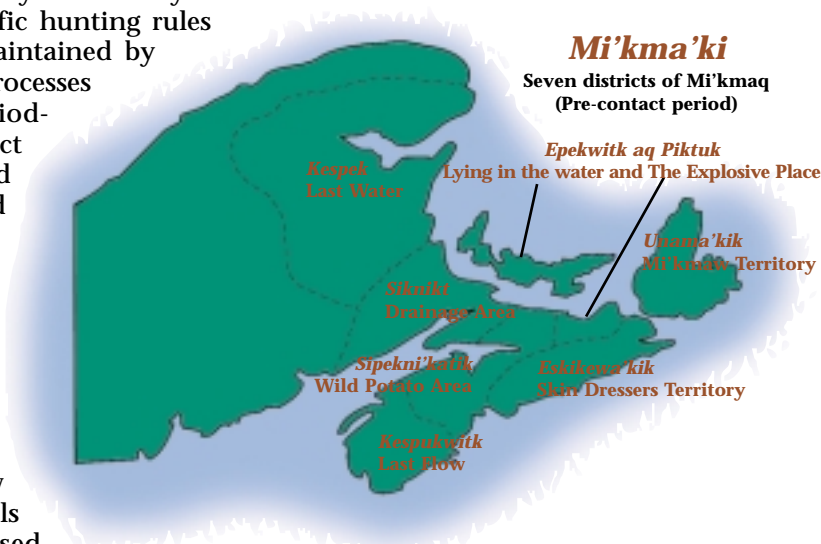 fic hunting rules
aintained by
rocesses
iod-
ct
d
d
ls
sed
Mi'kma'ki
Seven districts of Mi'kmaq
(Pre-contact period)
Epekwitk aq Piktuk
Lying in the water and The Explosive Place
Kespek
Last Water
Unama'kik
Mi'kmaw Territory
Siknikt
Drainage Area
Sipekni'katik
Wild Potato Area
Eskikewa'kik
Skin Dressers Territory
Kespukwitk
Last Flow